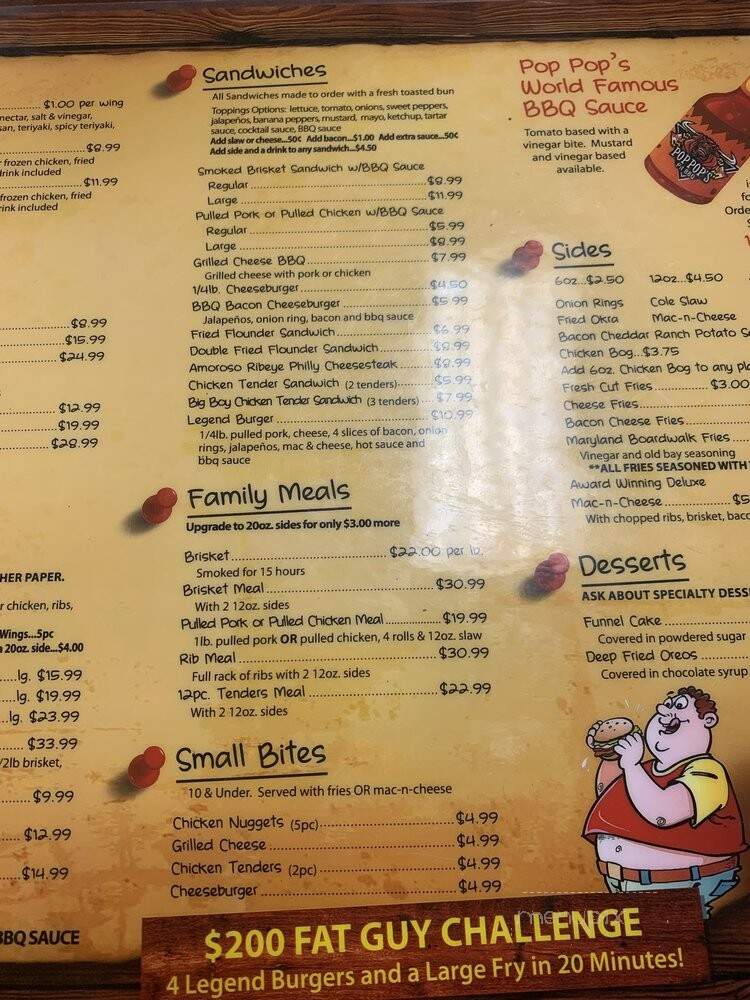 $1.00 per wing
nectar, salt & vinegar,
san, teriyaki, spicy teriyaki,
$8.99
r frozen chicken, fried
drink included
$11.99
frozen chicken, fried
rink included
$8.99
$15.99
$24.99
$12.99
$19.99
$28.99
HER PAPER.
r chicken, ribs,
Wings...5pc
a 20oz. side...$4.00
lg. $15.99
lg. $19.99
lg. $23.99
$33.99
/2lb brisket,
$9.99
$12.99
$14.99
BBQ SAUCE
Sandwiches
All Sandwiches made to order with a fresh toasted bun
Toppings Options: lettuce, tomato, onions, sweet peppers,
jalapeños, banana peppers, mustard, mayo, ketchup, tartar
sauce, cocktail sauce, BBQ sauce
Add slaw or cheese...50¢ Add bacon...$1.00 Add extra sauce...50¢
Add side and a drink to any sandwich...$4.50
Smoked Brisket Sandwich w/BBQ Sauce
Regular $8.99
Large $11.99
Pulled Pork or Pulled Chicken w/BBQ Sauce
Regular $5.99
Large $8.99
Grilled Cheese BBQ $7.99
Grilled cheese with pork or chicken
1/4lb. Cheeseburger $4.50
BBQ Bacon Cheeseburger $5.99
Jalapeños, onion ring, bacon and bbq sauce
Fried Flounder Sandwich $6.99
Double Fried Flounder Sandwich $8.99
Amoroso Ribeye Philly Cheesesteak $8.99
Chicken Tender Sandwich (2 tenders) $5.99
Big Boy Chicken Tender Sandwich (3 tenders) $7.99
Legend Burger $10.99
1/4lb. pulled pork, cheese, 4 slices of bacon, onion
rings, jalapeños, mac & cheese, hot sauce and
bbq sauce
Family Meals
Upgrade to 20oz. sides for only $3.00 more
Brisket $22.00 per lb.
Smoked for 15 hours
Brisket Meal $30.99
With 2 12oz. sides
Pulled Pork or Pulled Chicken Meal $19.99
1lb. pulled pork OR pulled chicken, 4 rolls & 12oz. slaw
Rib Meal $30.99
Full rack of ribs with 2 12oz. sides
12pc. Tenders Meal $22.99
With 2 12oz. sides
Small Bites
10 & Under. Served with fries OR mac-n-cheese
Chicken Nuggets (5pc) $4.99
Grilled Cheese $4.99
Chicken Tenders (2pc) $4.99
Cheeseburger $4.99
Pop Pop's
World Famous
BBQ Sauce
Tomato based with a
vinegar bite. Mustard
and vinegar based
available.
POP POP'S
BBQ
Orde
Sides
6oz...$2.50 12oz...$4.50
Onion Rings Cole Slaw
Fried Okra Mac-n-Cheese
Bacon Cheddar Ranch Potato Sa
Chicken Bog...$3.75
Add 6oz. Chicken Bog to any pla
Fresh Cut Fries $3.00
Cheese Fries
Bacon Cheese Fries
Maryland Boardwalk Fries
Vinegar and old bay seasoning
**ALL FRIES SEASONED WITH
Award Winning Deluxe
Mac-n-Cheese $5
With chopped ribs, brisket, baco
Desserts
ASK ABOUT SPECIALTY DESS
Funnel Cake
Covered in powdered sugar
Deep Fried Oreos
Covered in chocolate syrup
$200 FAT GUY CHALLENGE
4 Legend Burgers and a Large Fry in 20 Minutes!